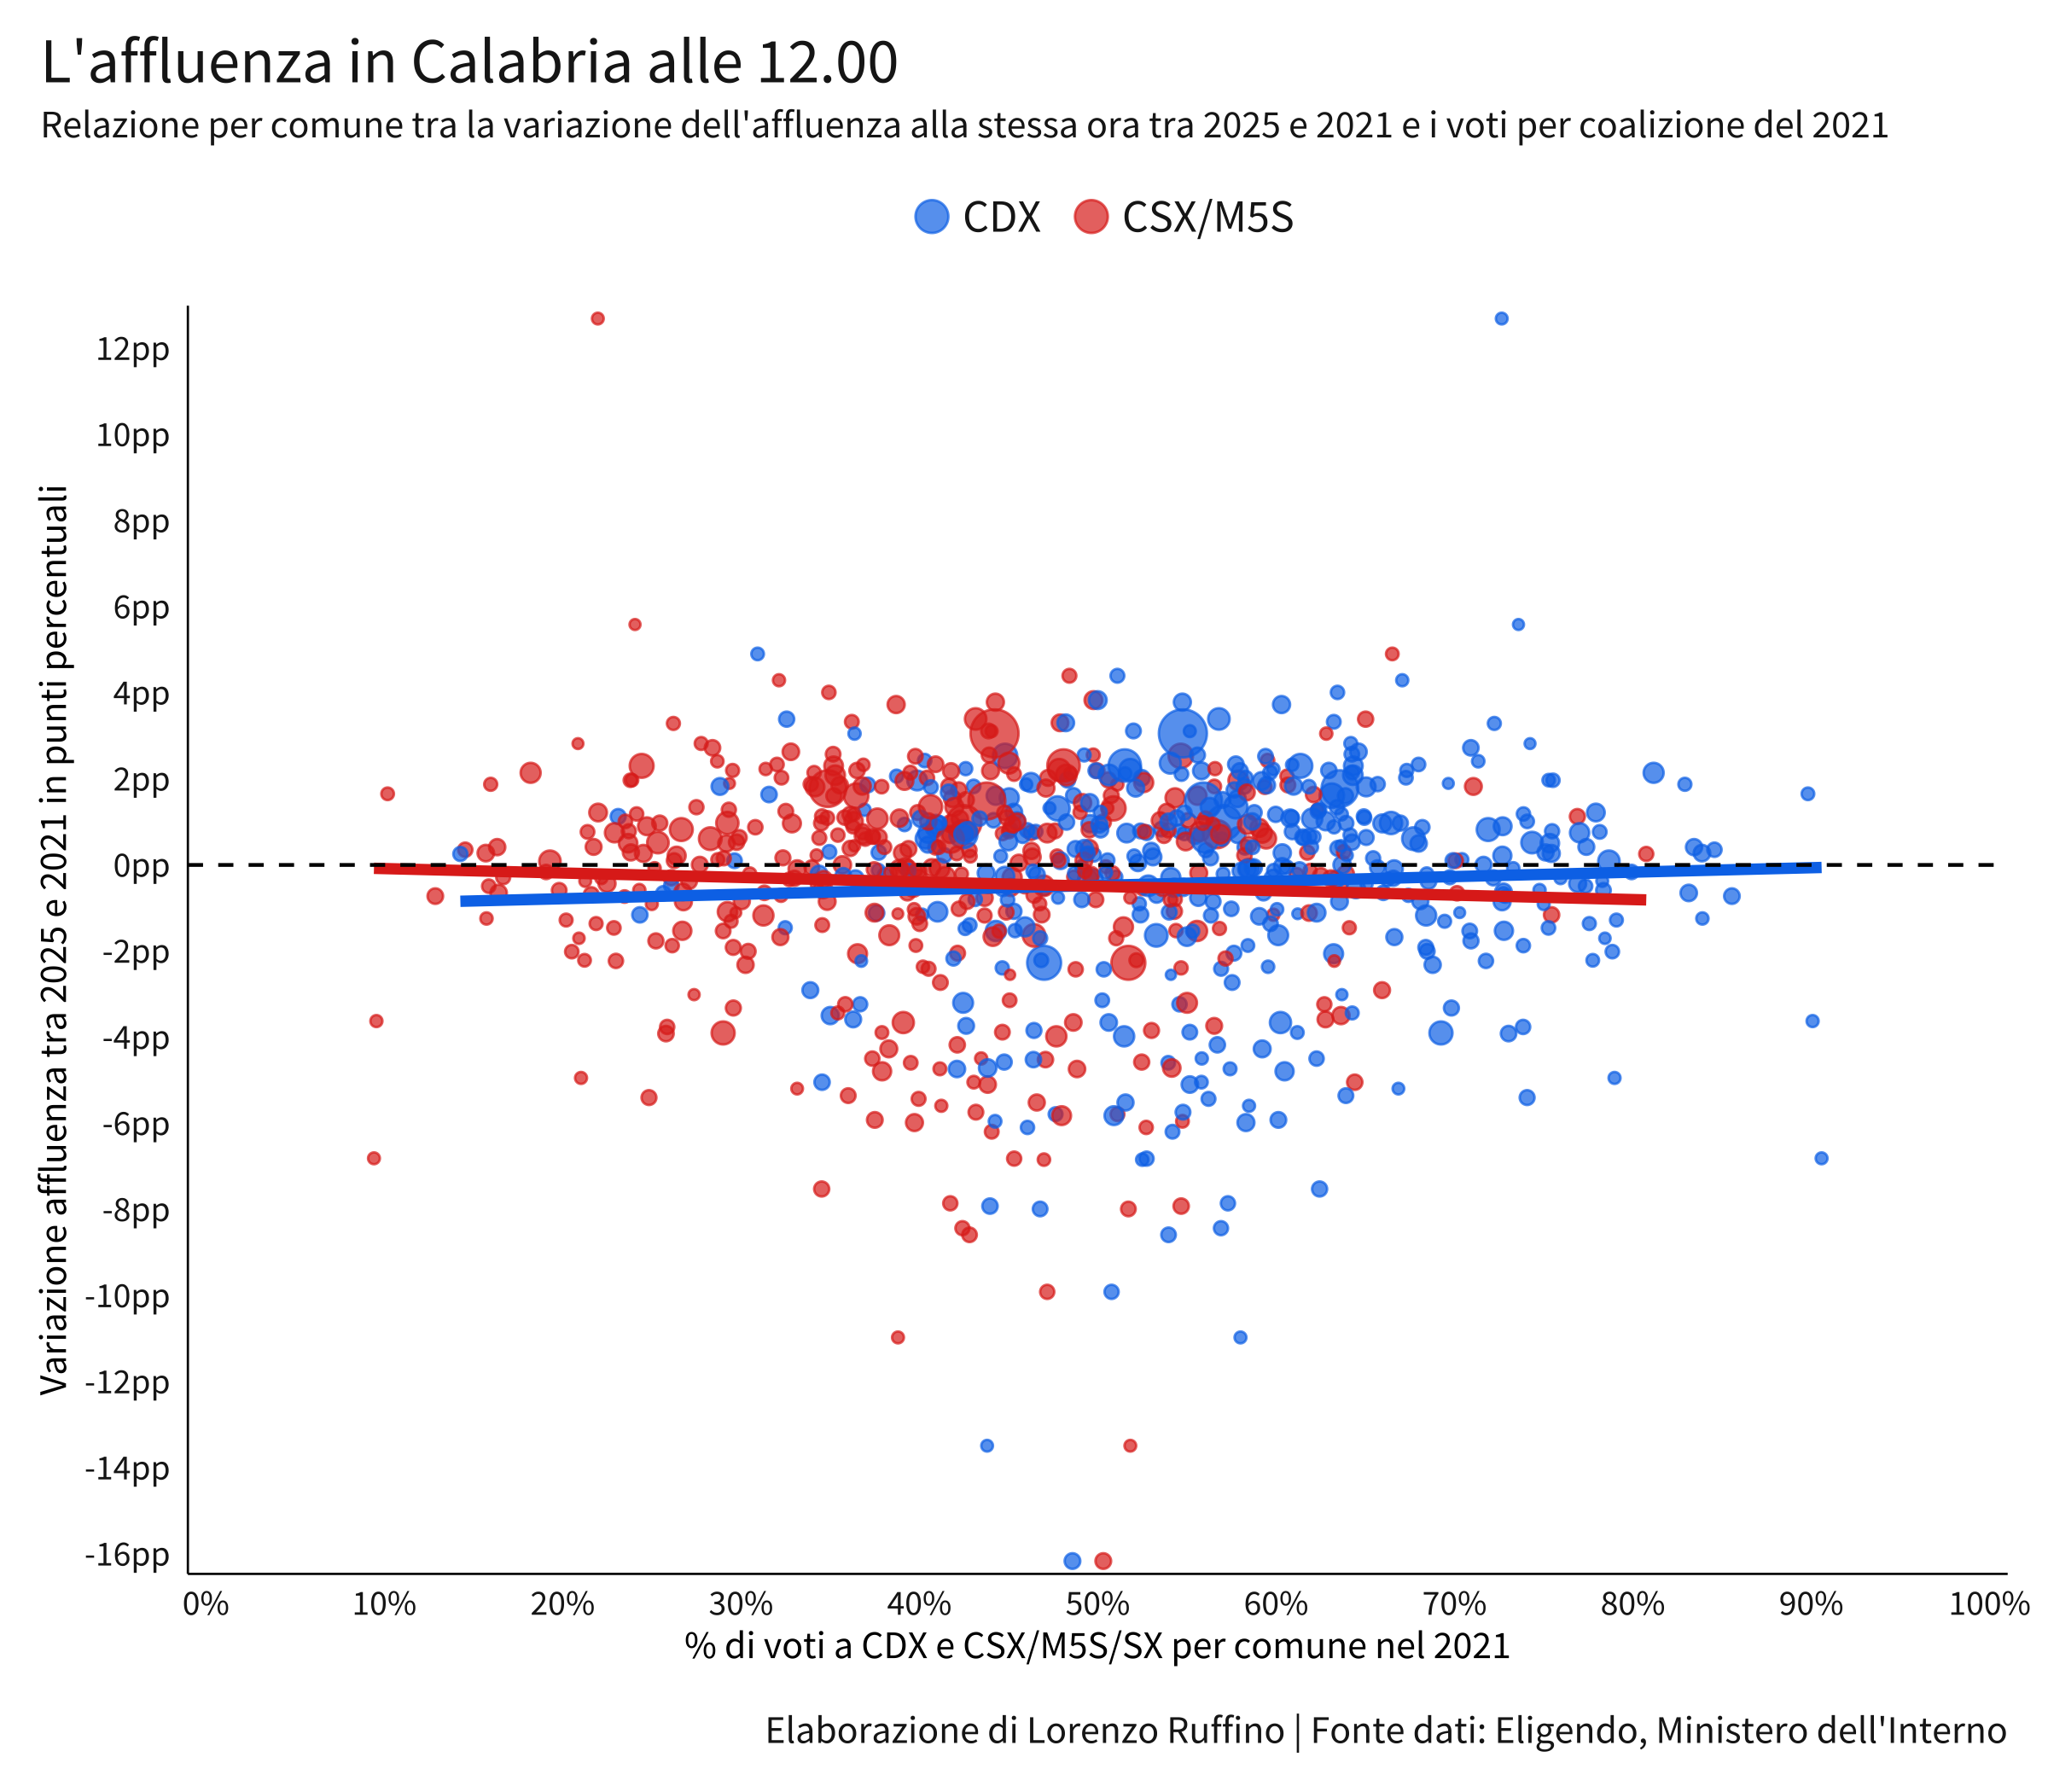 L'affluenza in Calabria alle 12.00
Relazione per comune tra la variazione dell'affluenza alla stessa ora tra 2025 e 2021 e i voti per coalizione del 2021
CDX
CSX/M5S
Variazione affluenza tra 2025 e 2021 in punti percentuali
12pp
10pp
8pp
6pp
4pp
2pp
0pp
-2pp
-4pp
-6pp
-8pp
-10pp
-12pp
-14pp
-16pp
0% 10% 20% 30% 40% 50% 60% 70% 80% 90% 100%
% di voti a CDX e CSX/M5S/SX per comune nel 2021
Elaborazione di Lorenzo Ruffino | Fonte dati: Eligendo, Ministero dell'Interno